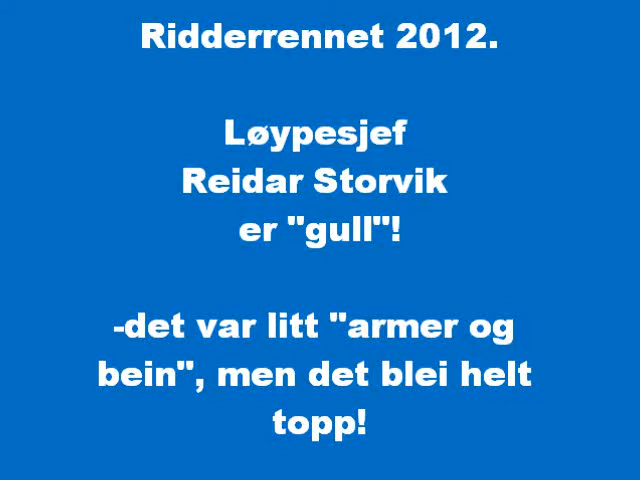 Ridderrennet 2012.
Løypesjef
Reidar Storvik
er "gull"!
-det var litt "armer og
bein", men det blei helt
topp!